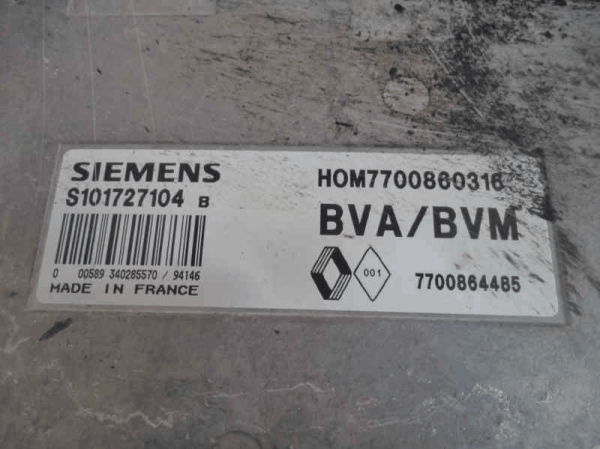 SIEMENS
S101727104 B
0 00589 340285570 / 94146
MADE IN FRANCE
HOM7700860316
BVA/BVM
001
7700864485